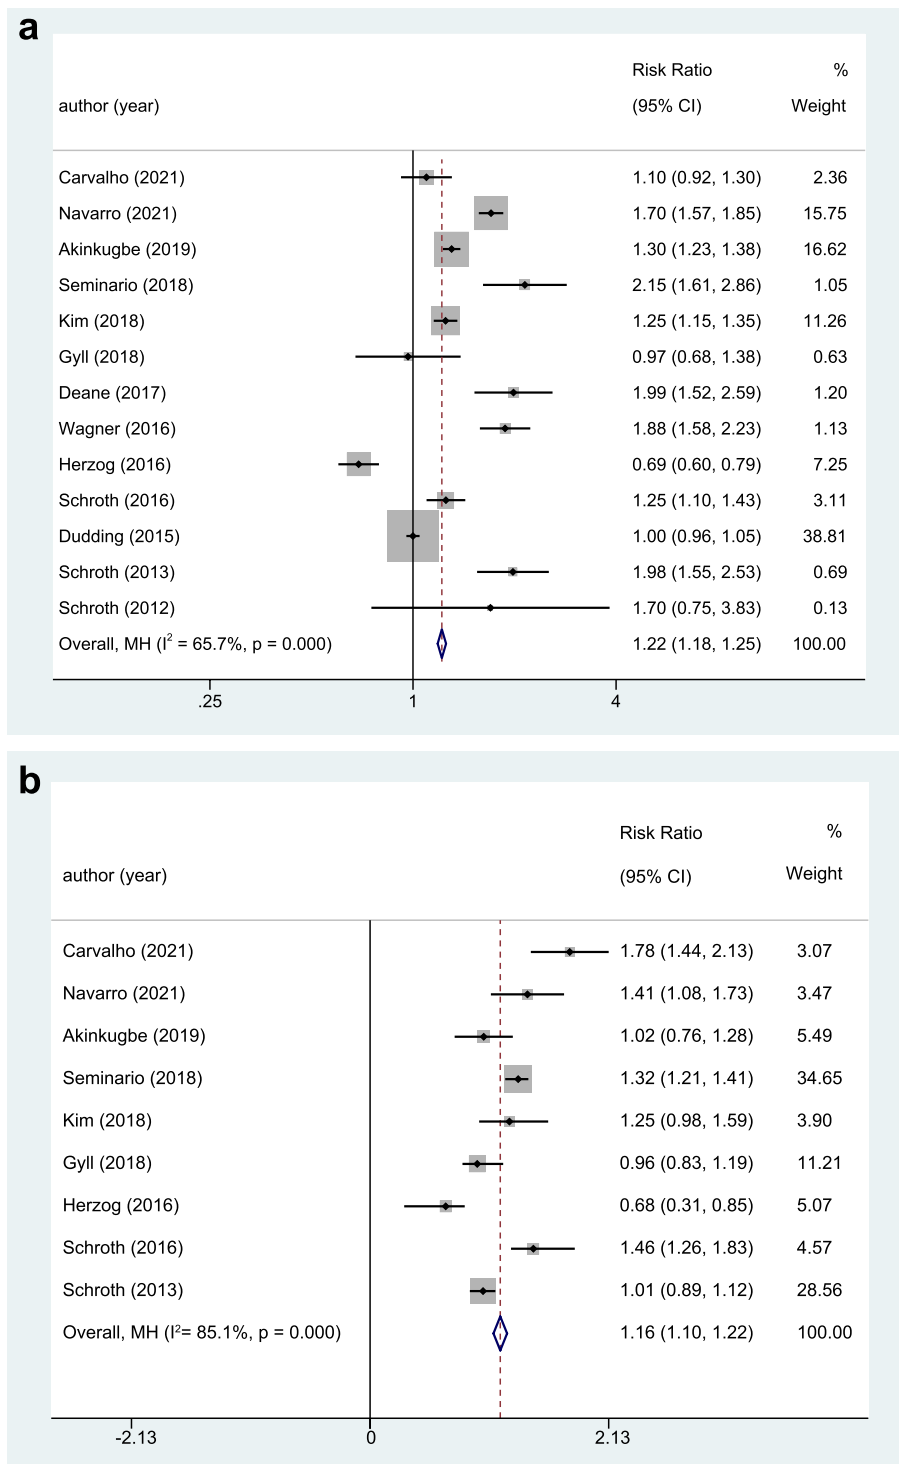 a
Risk Ratio %
author (year) (95% CI) Weight
Carvalho (2021) 1.10 (0.92, 1.30) 2.36
Navarro (2021) 1.70 (1.57, 1.85) 15.75
Akinkugbe (2019) 1.30 (1.23, 1.38) 16.62
Seminario (2018) 2.15 (1.61, 2.86) 1.05
Kim (2018) 1.25 (1.15, 1.35) 11.26
Gyll (2018) 0.97 (0.68, 1.38) 0.63
Deane (2017) 1.99 (1.52, 2.59) 1.20
Wagner (2016) 1.88 (1.58, 2.23) 1.13
Herzog (2016) 0.69 (0.60, 0.79) 7.25
Schroth (2016) 1.25 (1.10, 1.43) 3.11
Dudding (2015) 1.00 (0.96, 1.05) 38.81
Schroth (2013) 1.98 (1.55, 2.53) 0.69
Schroth (2012) 1.70 (0.75, 3.83) 0.13
Overall, MH (I² = 65.7%, p = 0.000) 1.22 (1.18, 1.25) 100.00
.25 1 4
b
Risk Ratio %
author (year) (95% CI) Weight
Carvalho (2021) 1.78 (1.44, 2.13) 3.07
Navarro (2021) 1.41 (1.08, 1.73) 3.47
Akinkugbe (2019) 1.02 (0.76, 1.28) 5.49
Seminario (2018) 1.32 (1.21, 1.41) 34.65
Kim (2018) 1.25 (0.98, 1.59) 3.90
Gyll (2018) 0.96 (0.83, 1.19) 11.21
Herzog (2016) 0.68 (0.31, 0.85) 5.07
Schroth (2016) 1.46 (1.26, 1.83) 4.57
Schroth (2013) 1.01 (0.89, 1.12) 28.56
Overall, MH (I²= 85.1%, p = 0.000) 1.16 (1.10, 1.22) 100.00
-2.13 0 2.13